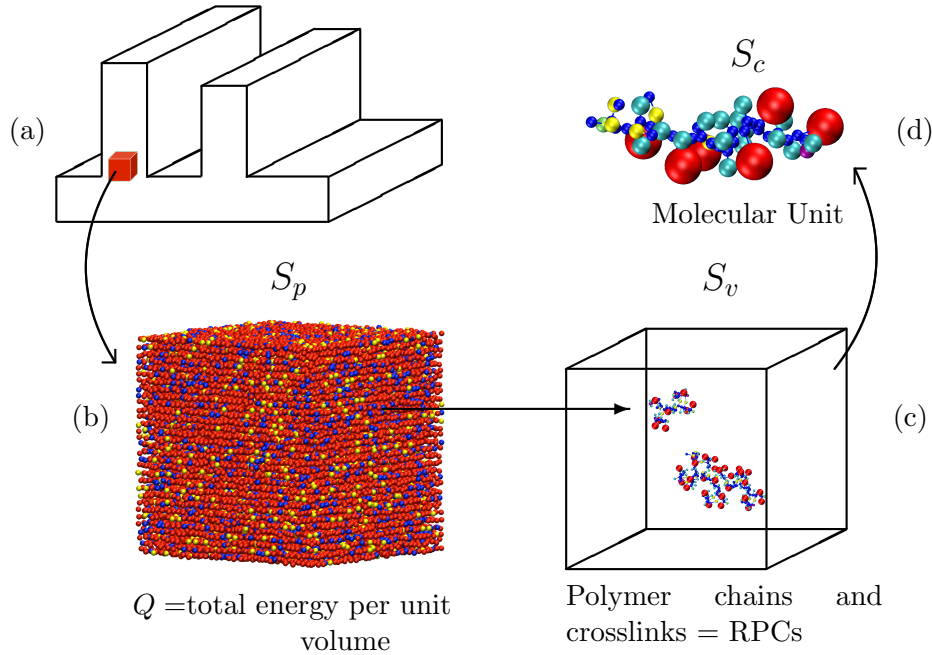 (a)
S_c
(d)
Molecular Unit
S_p
S_v
(b)
(c)
Q =total energy per unit
volume
Polymer chains and
crosslinks = RPCs